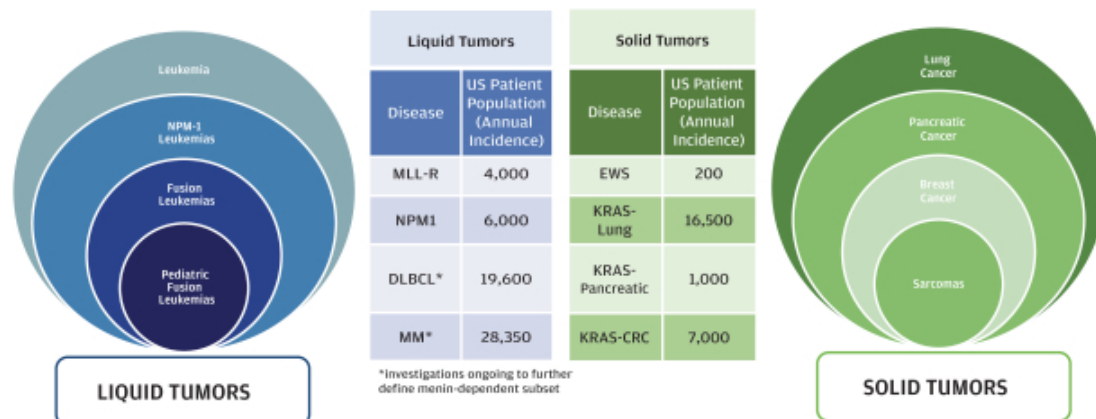 Leukemia
NPM-1
Leukemias
Fusion
Leukemias
Pediatric
Fusion
Leukemias
LIQUID TUMORS
Liquid Tumors
Disease
US Patient
Population
(Annual
Incidence)
MLL-R
4,000
NPM1
6,000
DLBCL*
19,600
MM*
28,350
*Investigations ongoing to further
define menin-dependent subset
Solid Tumors
Disease
US Patient
Population
(Annual
Incidence)
EWS
200
KRAS-
Lung
16,500
KRAS-
Pancreatic
1,000
KRAS-CRC
7,000
Lung
Cancer
Pancreatic
Cancer
Breast
Cancer
Sarcomas
SOLID TUMORS